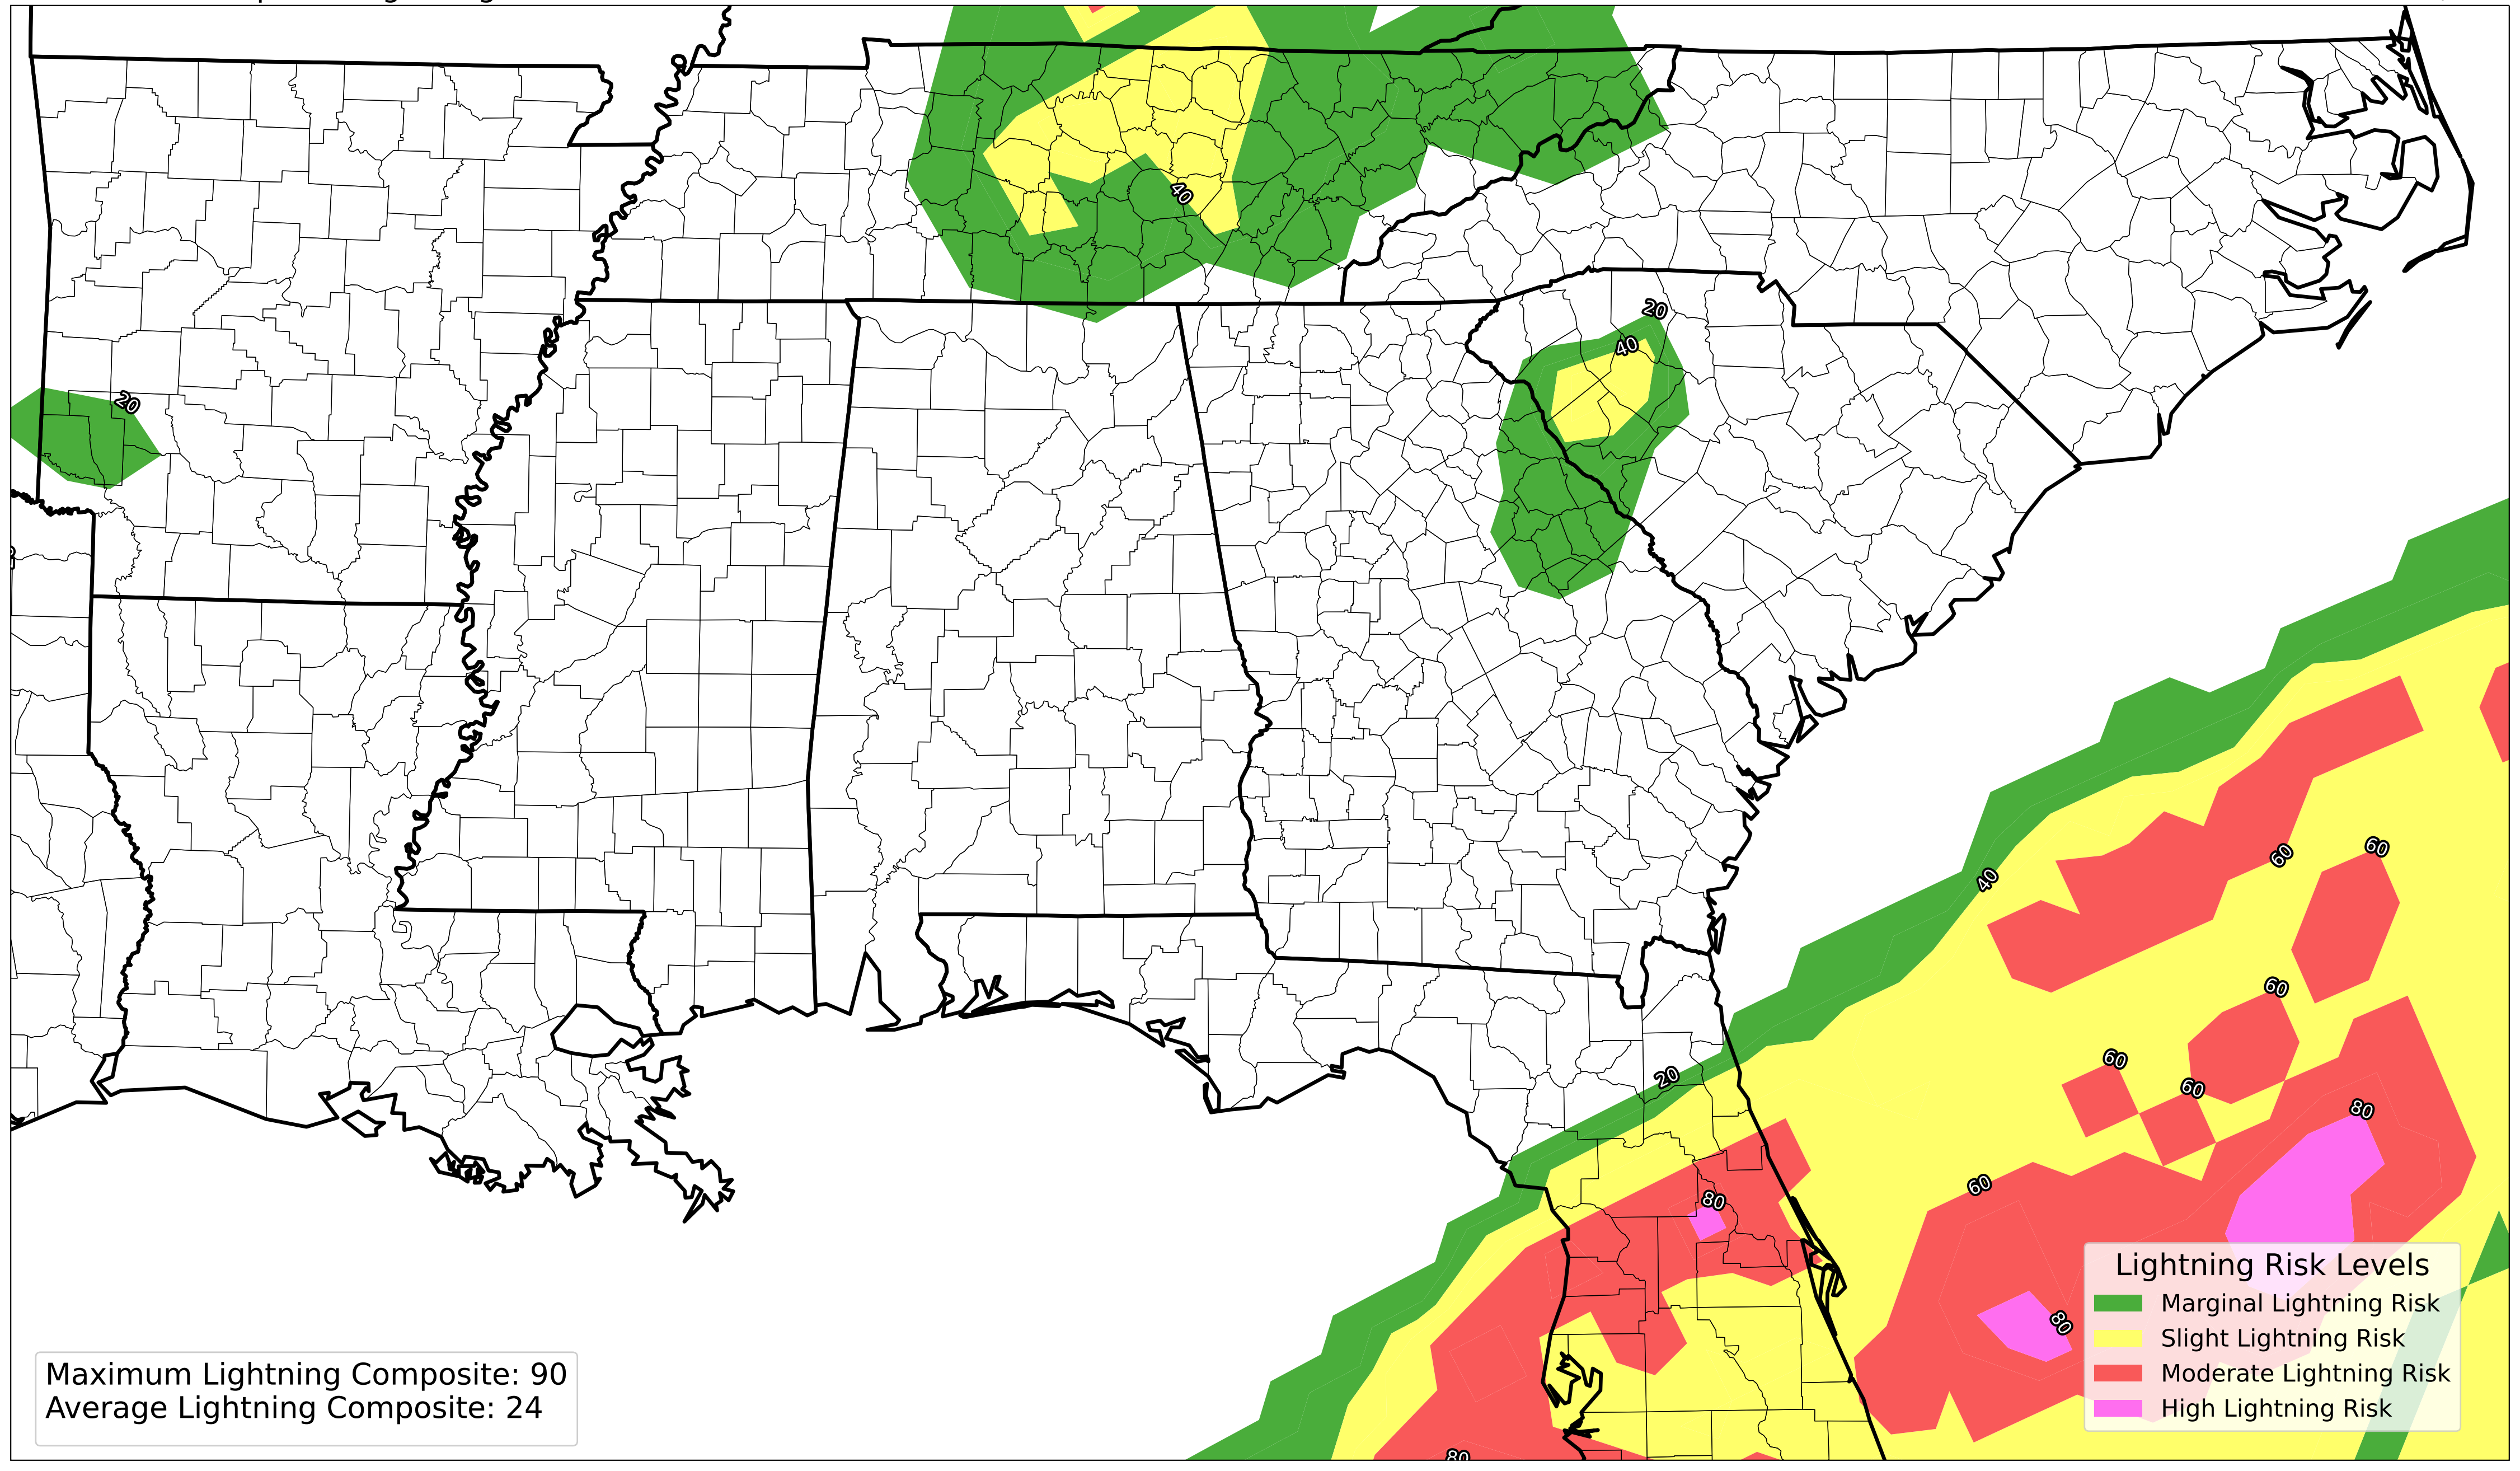 40
20
40
20
60
60
40
60
60
20
60
80
60
80
80
80
Lightning Risk Levels
Marginal Lightning Risk
Slight Lightning Risk
Moderate Lightning Risk
High Lightning Risk
Maximum Lightning Composite: 90
Average Lightning Composite: 24